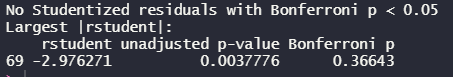 No Studentized residuals with Bonferroni p < 0.05
Largest |rstudent|:
rstudent unadjusted p-value Bonferroni p
69 -2.976271 0.0037776 0.36643